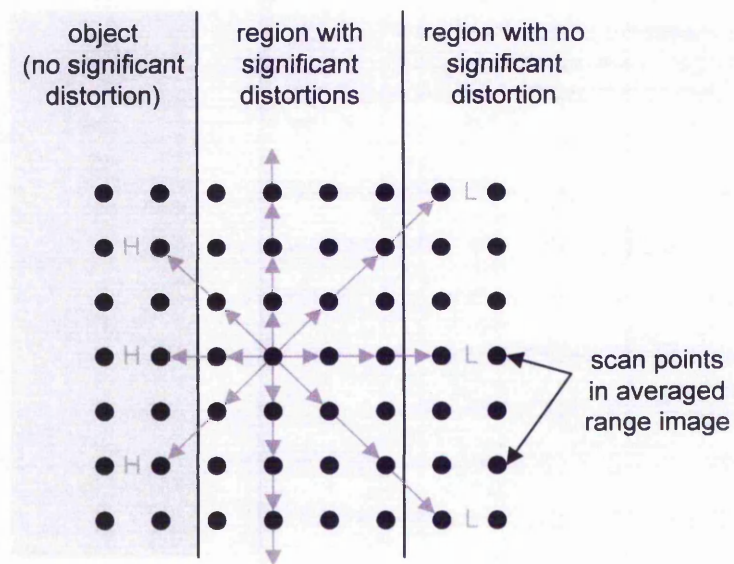 object
(no significant
distortion)
region with
significant
distortions
region with no
significant
distortion
L
H
H
L
scan points
in averaged
range image
H
L